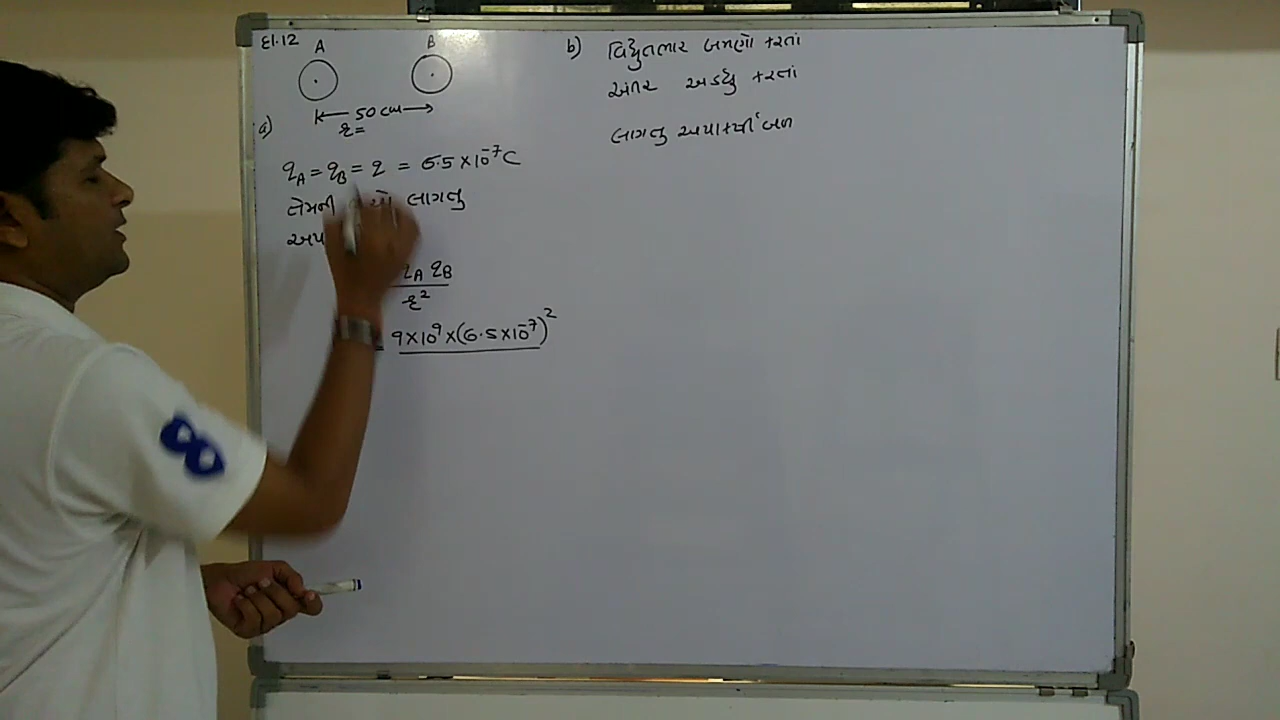 દા.12
A B
50 cm
r =
a)
qA = qB = q = 6.5 × 10⁻⁷ C
તેમની લાગતું
qA qB
r²
= 9×10⁹×(6.5×10⁻⁷)²
b) વિદ્યુતભાર બમણો કરતાં
અંતર અડધું કરતાં
લાગતું અપાકર્ષી બળ
8